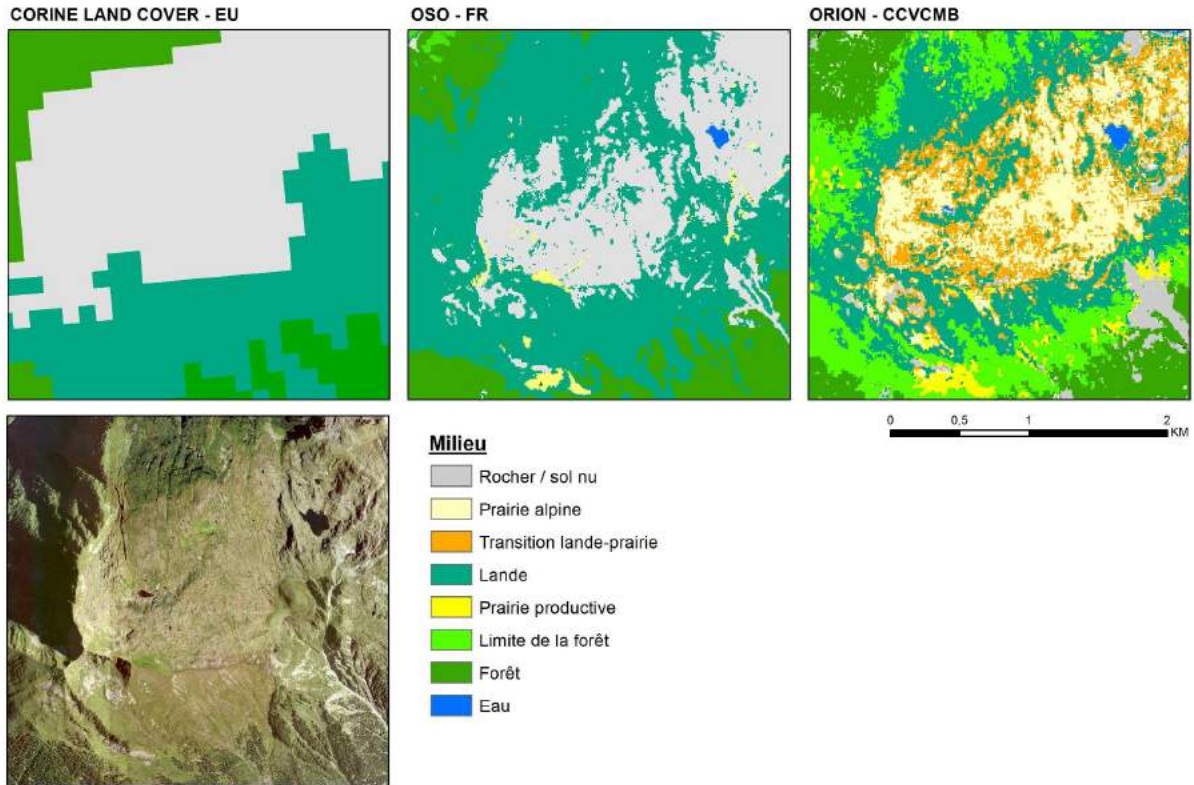 CORINE LAND COVER - EU
OSO - FR
ORION - CCVCMB
0 0,5 1 2
KM
Milieu
Rocher / sol nu
Prairie alpine
Transition lande-prairie
Lande
Prairie productive
Limite de la forêt
Forêt
Eau